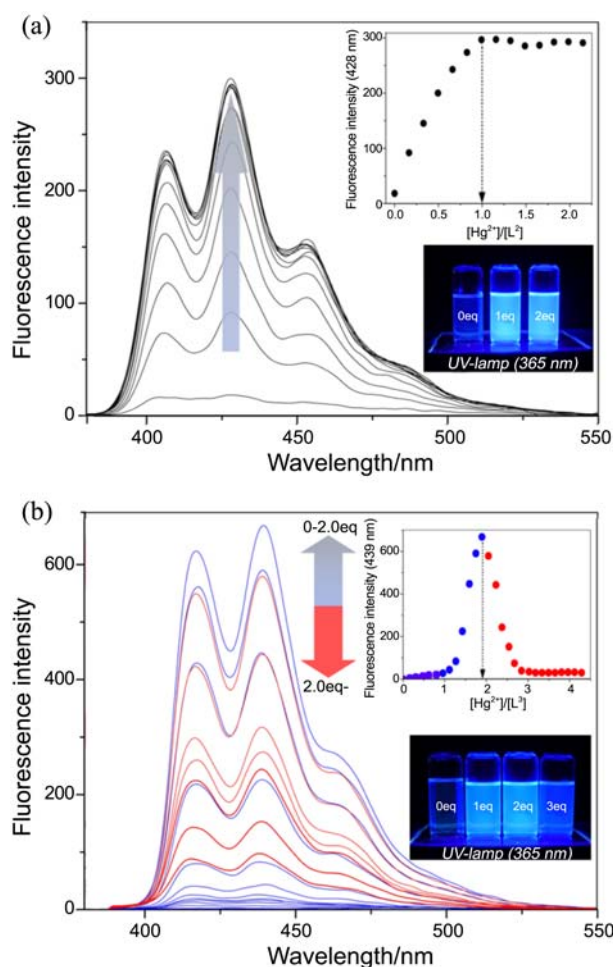 (a)
Fluorescence intensity
300
200
100
0
400
450
500
550
Wavelength/nm
Fluorescence intensity (428 nm)
300
150
0
0.0
0.5
1.0
1.5
2.0
[Hg²⁺]/[L²]
0eq
1eq
2eq
UV-lamp (365 nm)
(b)
Fluorescence intensity
600
400
200
0
400
450
500
550
Wavelength/nm
0-2.0eq
2.0eq-
Fluorescence intensity (439 nm)
600
400
200
0
0
1
2
3
4
[Hg²⁺]/[L³]
0eq
1eq
2eq
3eq
UV-lamp (365 nm)